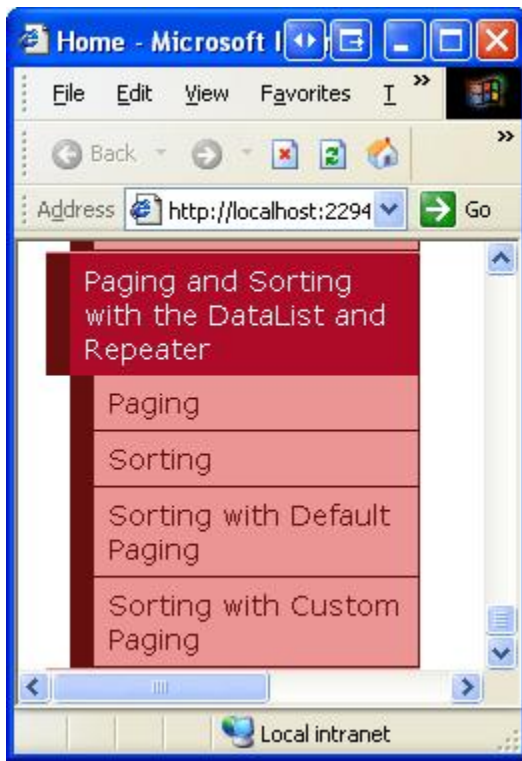 Home - Microsoft I
File Edit View Favorites T »
Back »
Address http://localhost:2294 Go
Paging and Sorting
with the DataList and
Repeater
Paging
Sorting
Sorting with Default
Paging
Sorting with Custom
Paging
Local intranet